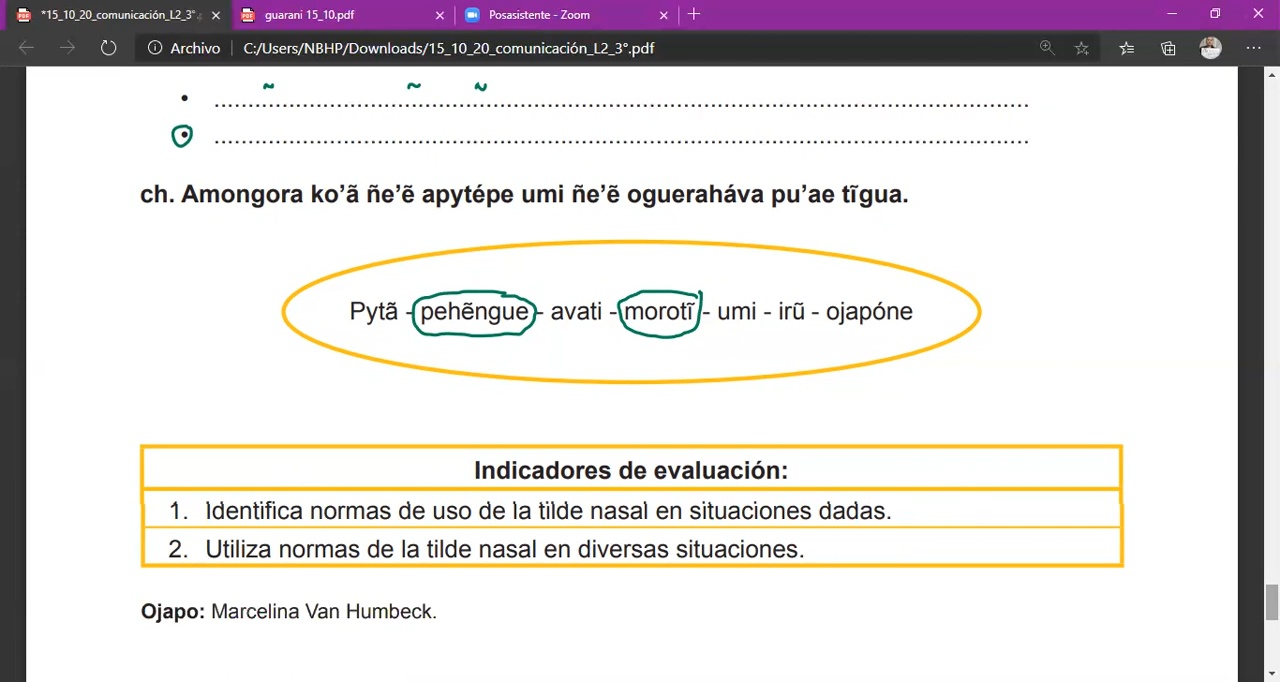 *15_10_20_comunicación_L2_3°. guarani 15_10.pdf Posasistente - Zoom
Archivo C:/Users/NBHP/Downloads/15_10_20_comunicación_L2_3°.pdf
~ ~ ~
• ....................................................................................................................................
• ....................................................................................................................................
ch. Amongora ko’ã ñe’ẽ apytépe umi ñe’ẽ ogueraháva pu’ae tĩgua.
Pytã - pehẽngue - avati - morotĩ - umi - irũ - ojapóne
Indicadores de evaluación:
1. Identifica normas de uso de la tilde nasal en situaciones dadas.
2. Utiliza normas de la tilde nasal en diversas situaciones.
Ojapo: Marcelina Van Humbeck.